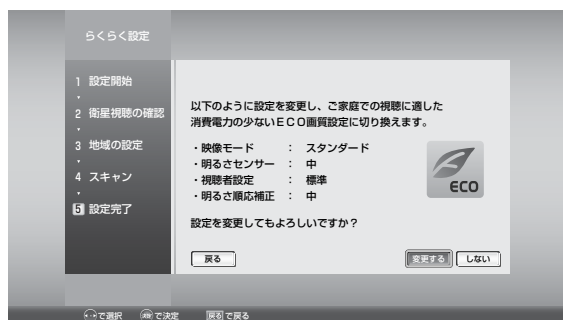 らくらく設定
1 設定開始
2 衛星視聴の確認
3 地域の設定
4 スキャン
5 設定完了
以下のように設定を変更し、ご家庭での視聴に適した
消費電力の少ないＥＣＯ画質設定に切り換えます。
・映像モード ： スタンダード
・明るさセンサー ： 中
・視聴者設定 ： 標準
・明るさ順応補正 ： 中
ECO
設定を変更してもよろしいですか？
戻る 変更する しない
で選択 決定 で決定 戻る で戻る